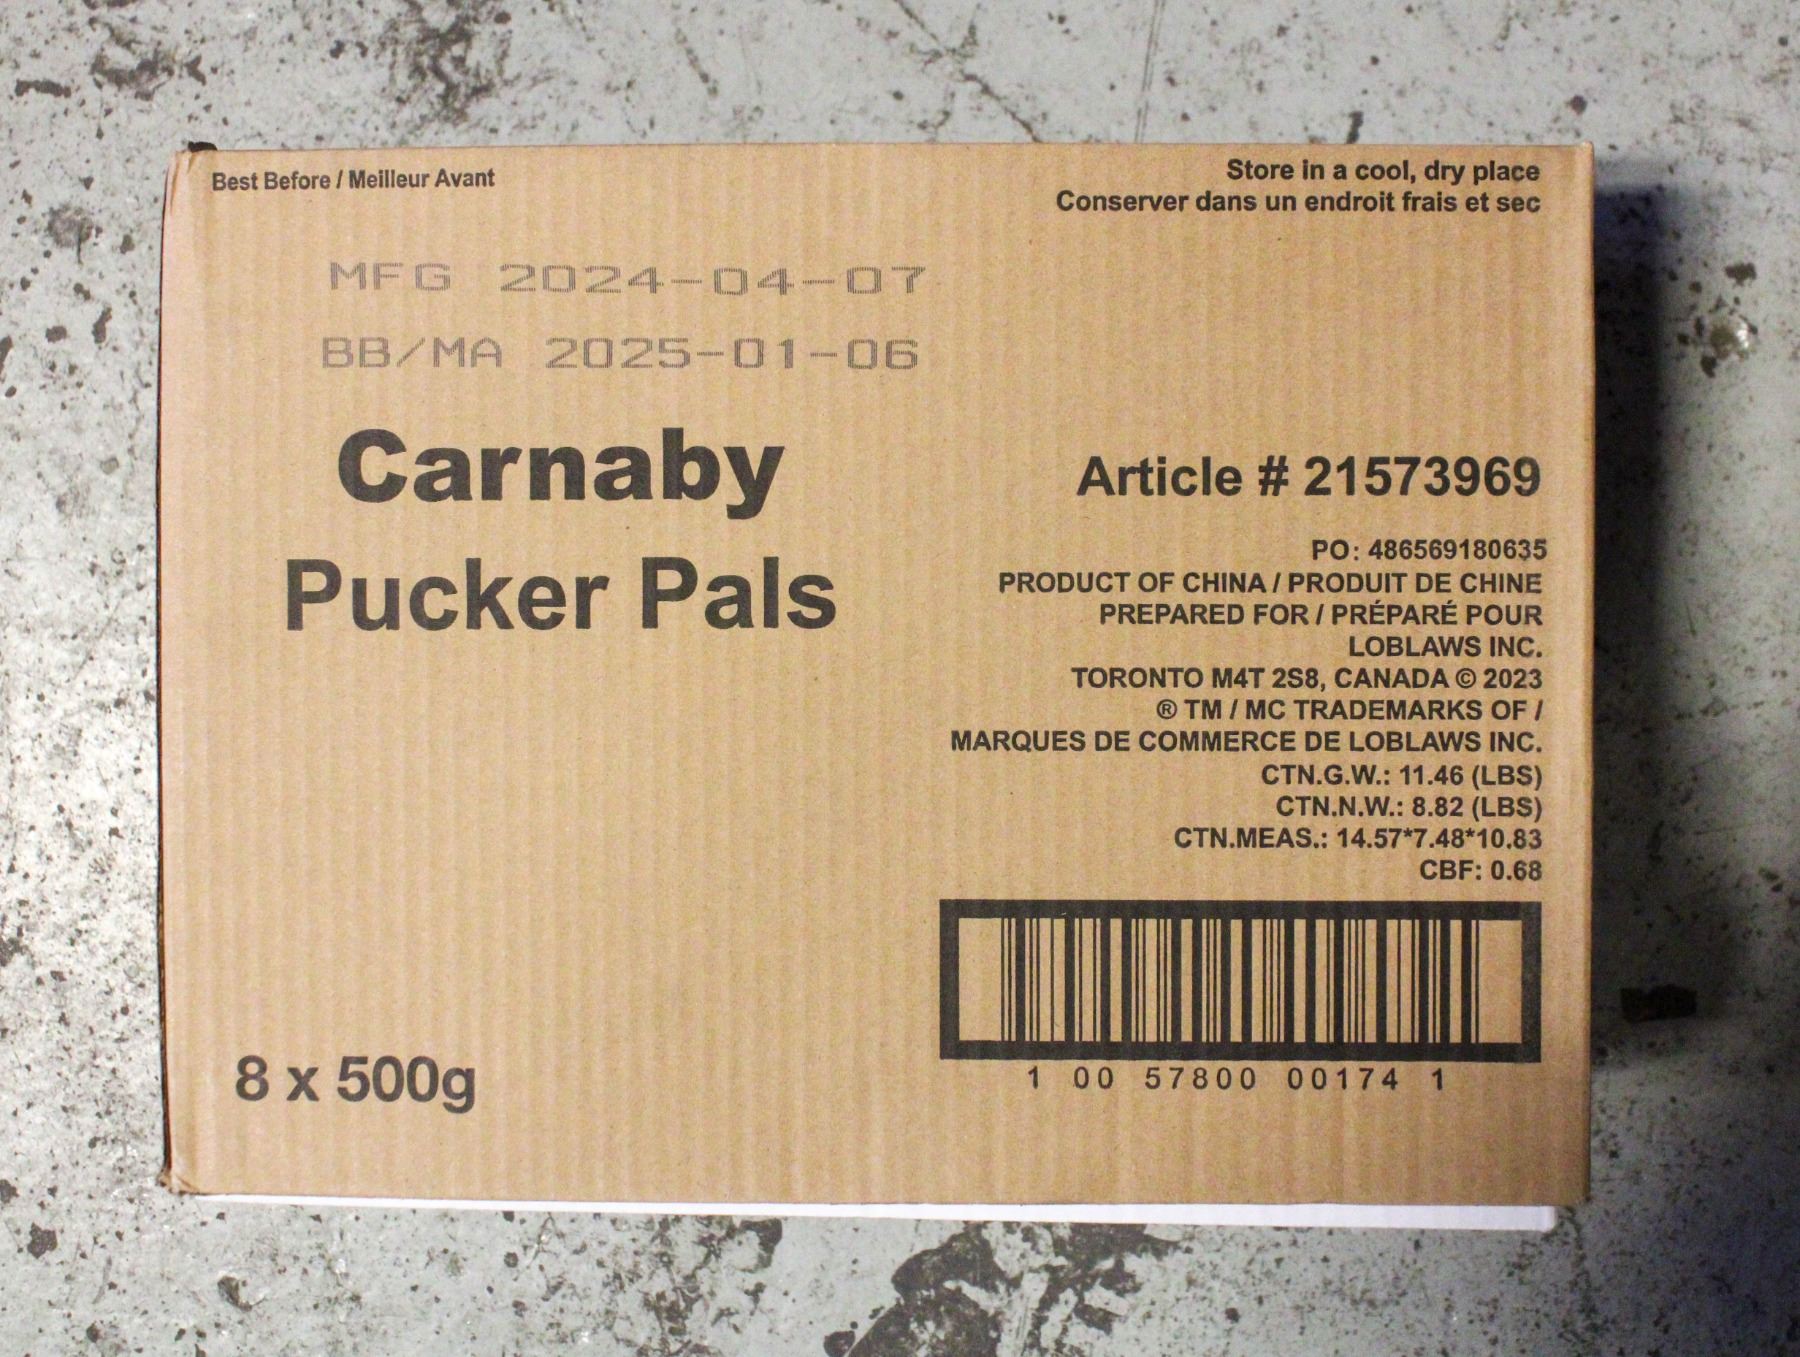 Best Before / Meilleur Avant
Store in a cool, dry place
Conserver dans un endroit frais et sec
MFG 2024-04-07
BB/MA 2025-01-06
Carnaby
Pucker Pals
8 x 500g
Article # 21573969
PO: 486569180635
PRODUCT OF CHINA / PRODUIT DE CHINE
PREPARED FOR / PRÉPARÉ POUR
LOBLAWS INC.
TORONTO M4T 2S8, CANADA © 2023
® TM / MC TRADEMARKS OF /
MARQUES DE COMMERCE DE LOBLAWS INC.
CTN.G.W.: 11.46 (LBS)
CTN.N.W.: 8.82 (LBS)
CTN.MEAS.: 14.57*7.48*10.83
CBF: 0.68
1 00 57800 00174 1